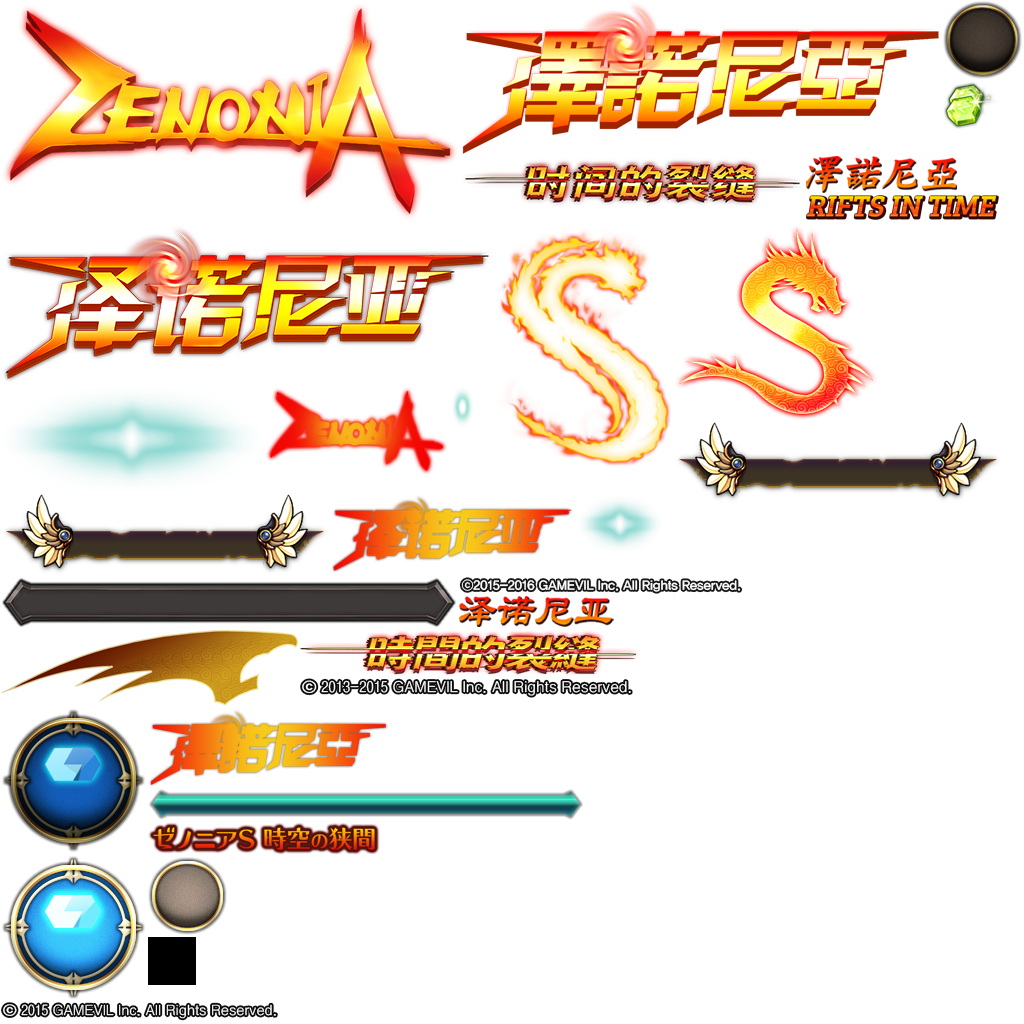 ZENONIA
澤諾尼亞
时间的裂缝
澤諾尼亞
RIFTS IN TIME
泽诺尼亚
S
S
ZENONIA
泽诺尼亚
©2015-2016 GAMEVIL Inc. All Rights Reserved.
泽诺尼亚
時間的裂縫
© 2013-2015 GAMEVIL Inc. All Rights Reserved.
澤諾尼亞
ゼノニアS 時空の狭間
© 2015 GAMEVIL Inc. All Rights Reserved.